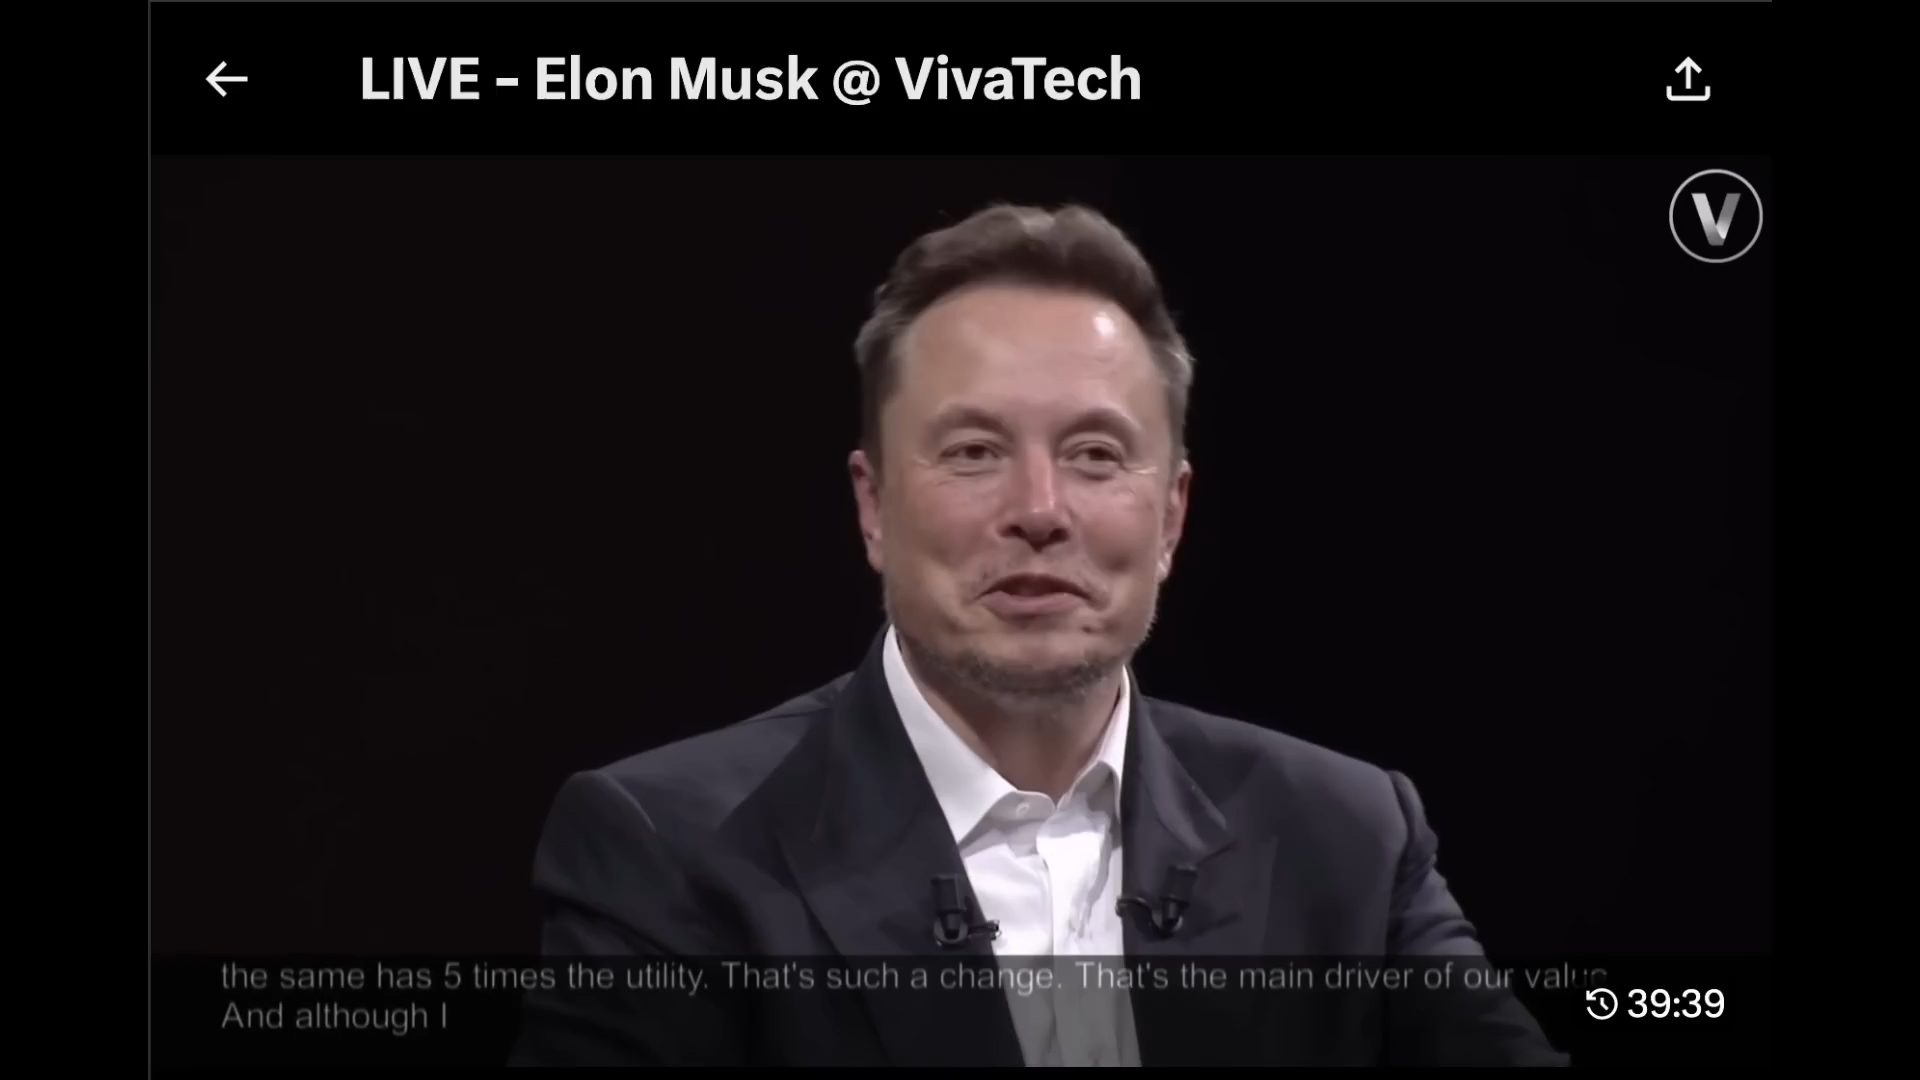 LIVE - Elon Musk @ VivaTech
V
the same has 5 times the utility. That's such a change. That's the main driver of our value
And although I
39:39